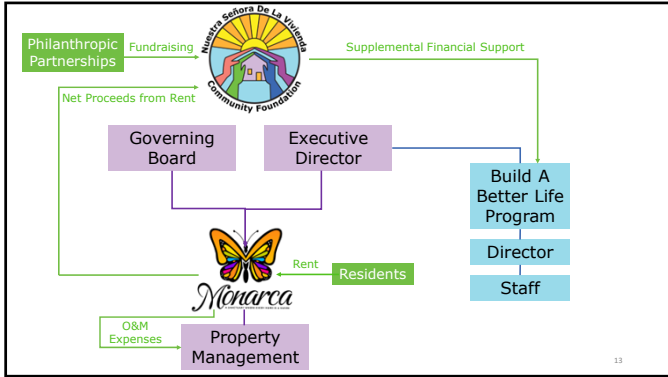 Philanthropic
Partnerships
Fundraising
Nuestra Señora De La Vivienda
Community Foundation
Supplemental Financial Support
Net Proceeds from Rent
Governing
Board
Executive
Director
Build A
Better Life
Program
Director
Staff
Rent
Residents
Monarca
O&M
Expenses
Property
Management
13